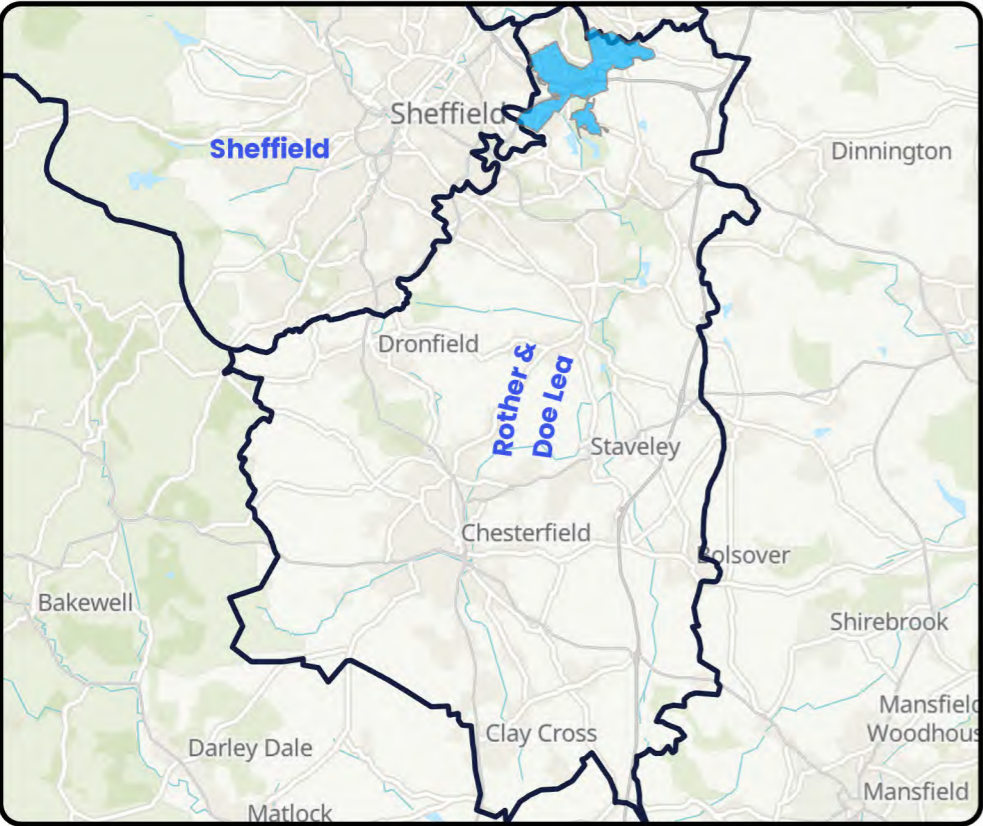 Sheffield
Sheffield
Dinnington
Dronfield
Rother &
Doe Lea
Staveley
Chesterfield
Bolsover
Bakewell
Shirebrook
Mansfield
Woodhous
Clay Cross
Darley Dale
Mansfield
Matlock